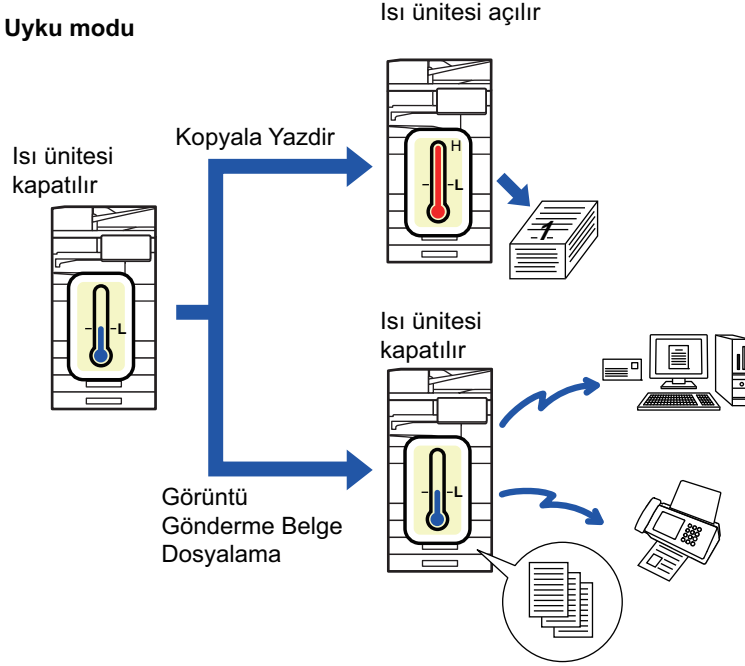 Uyku modu
Isı ünitesi açılır
Kopyala Yazdir
Isı ünitesi
kapatılır
H
L
1
L
Isı ünitesi
kapatılır
L
Görüntü
Gönderme Belge
Dosyalama